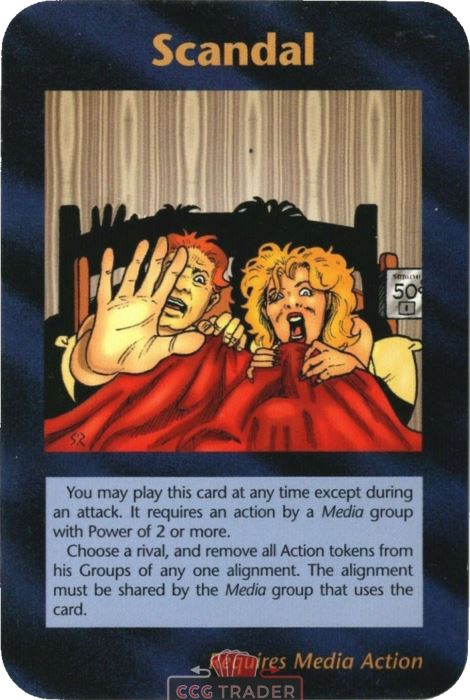 Scandal
50¢
S.R
You may play this card at any time except during
an attack. It requires an action by a Media group
with Power of 2 or more.
Choose a rival, and remove all Action tokens from
his Groups of any one alignment. The alignment
must be shared by the Media group that uses the
card.
Requires Media Action
CCG TRADER